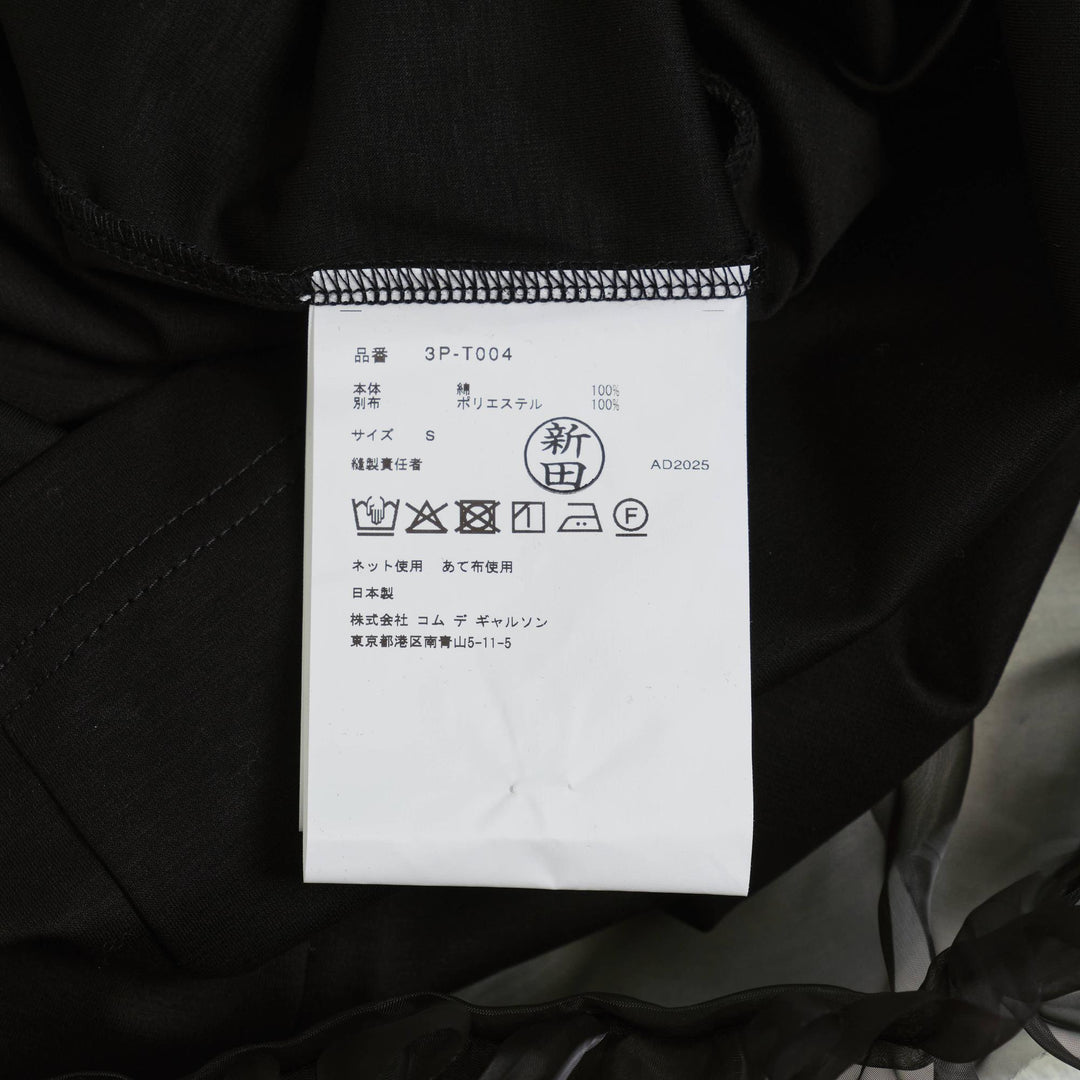 品番 3P-T004
本体 綿 100%
別布 ポリエステル 100%
サイズ S
縫製責任者 新田 AD2025
F
ネット使用 あて布使用
日本製
株式会社 コム デ ギャルソン
東京都港区南青山5-11-5